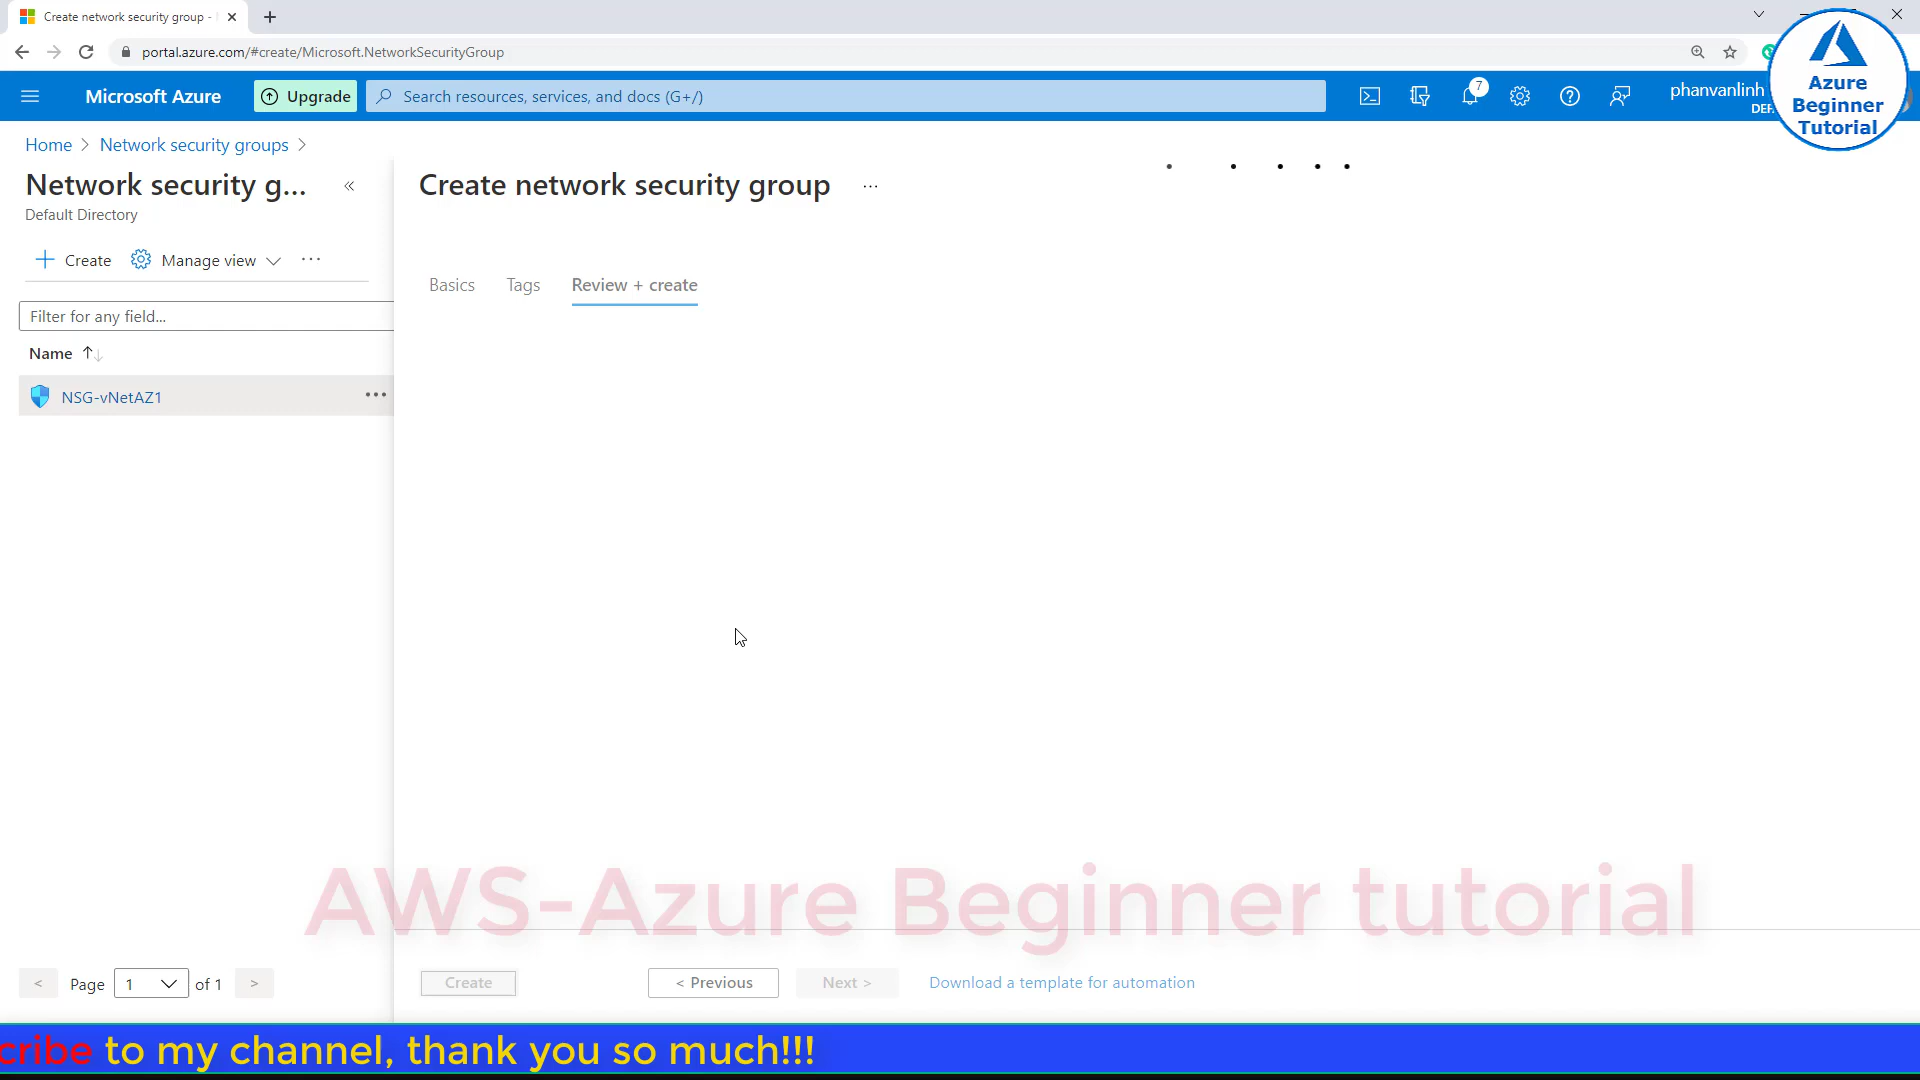 Create network security group -
portal.azure.com/#create/Microsoft.NetworkSecurityGroup
Microsoft Azure
Upgrade
Search resources, services, and docs (G+/)
7
phanvanlinh
Azure
Beginner
Tutorial
Home > Network security groups >
Network security g...
Default Directory
Create network security group
Create
Manage view
Basics
Tags
Review + create
Filter for any field...
Name
NSG-vNetAZ1
AWS-Azure Beginner tutorial
< Page 1 of 1 >
Create
< Previous
Next >
Download a template for automation
cribe to my channel, thank you so much!!!